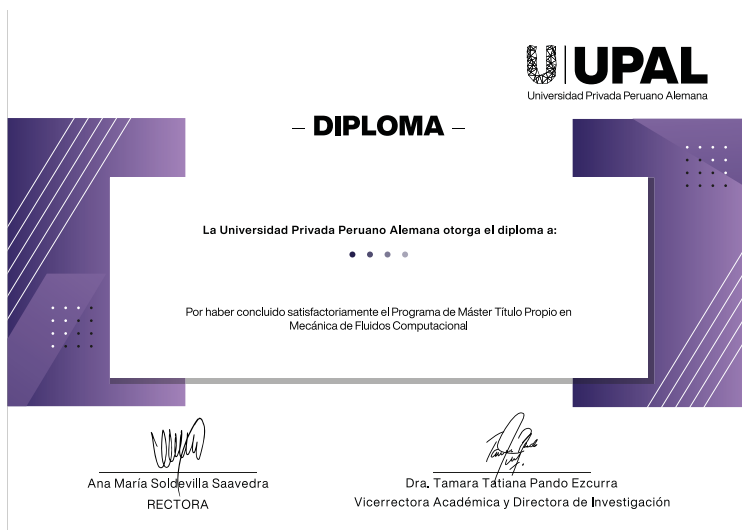 UPAL
Universidad Privada Peruano Alemana
– DIPLOMA –
La Universidad Privada Peruano Alemana otorga el diploma a:
Por haber concluido satisfactoriamente el Programa de Máster Título Propio en
Mecánica de Fluidos Computacional
Ana María Soldevilla Saavedra
RECTORA
Dra. Tamara Tatiana Pando Ezcurra
Vicerrectora Académica y Directora de Investigación